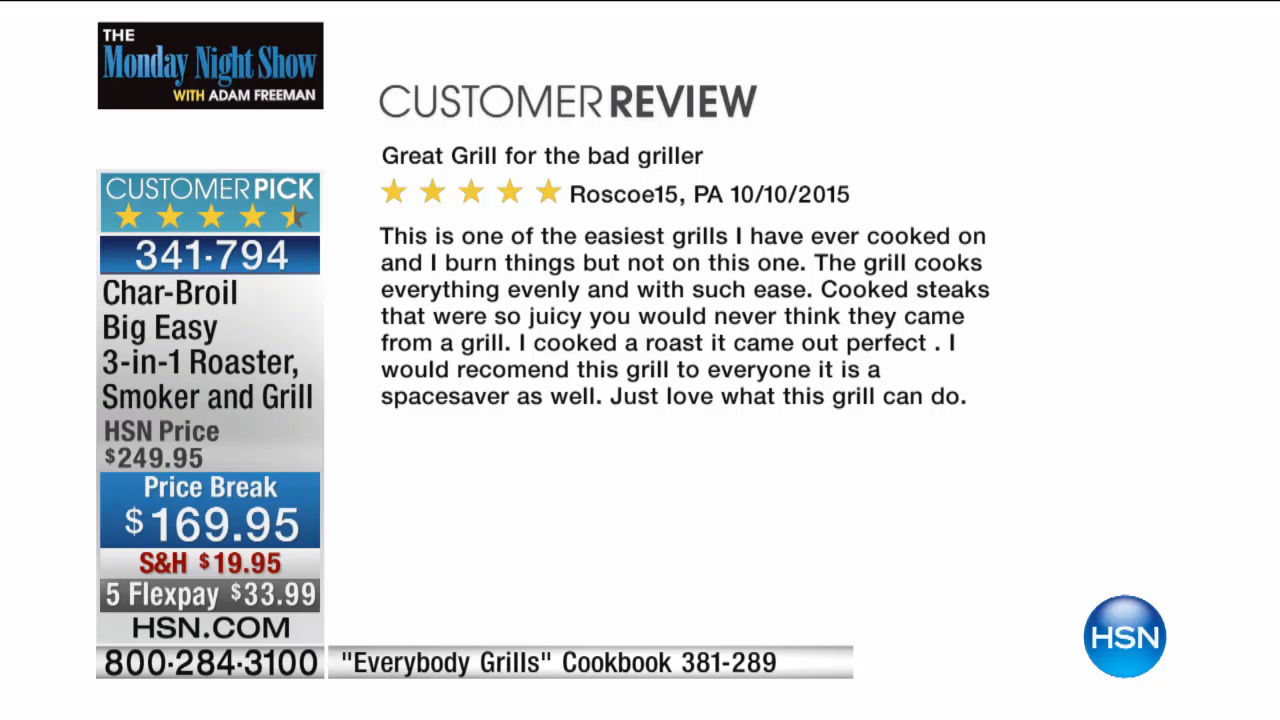 THE
Monday Night Show
WITH ADAM FREEMAN
CUSTOMER REVIEW
Great Grill for the bad griller
Roscoe15, PA 10/10/2015
This is one of the easiest grills I have ever cooked on
and I burn things but not on this one. The grill cooks
everything evenly and with such ease. Cooked steaks
that were so juicy you would never think they came
from a grill. I cooked a roast it came out perfect . I
would recomend this grill to everyone it is a
spacesaver as well. Just love what this grill can do.
CUSTOMER PICK
341·794
Char-Broil
Big Easy
3-in-1 Roaster,
Smoker and Grill
HSN Price
$249.95
Price Break
$169.95
S&H $19.95
5 Flexpay $33.99
HSN.COM
800·284·3100
"Everybody Grills" Cookbook 381-289
HSN